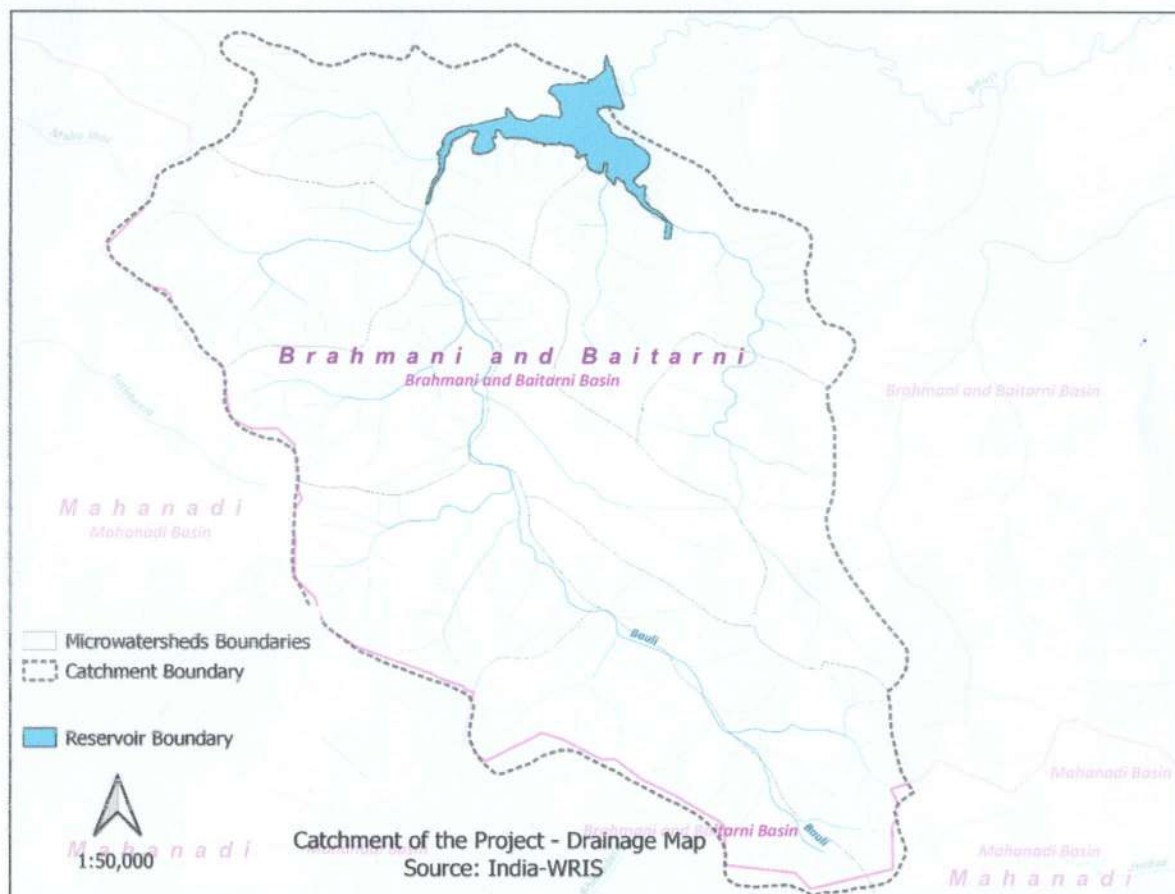 Brahmani and Baitarni
Brahmani and Baitarni Basin
Brahmani and Baitarni Basin
Mahanadi
Mahanadi Basin
Microwatersheds Boundaries
Catchment Boundary
Reservoir Boundary
Bauli
1:50,000
Catchment of the Project - Drainage Map
Source: India-WRIS
Brahmani and Baitarni Basin
Bauli
Mahanadi
Mahanadi Basin
Mahanadi Basin
Mahanadi Basin
Mahanadi